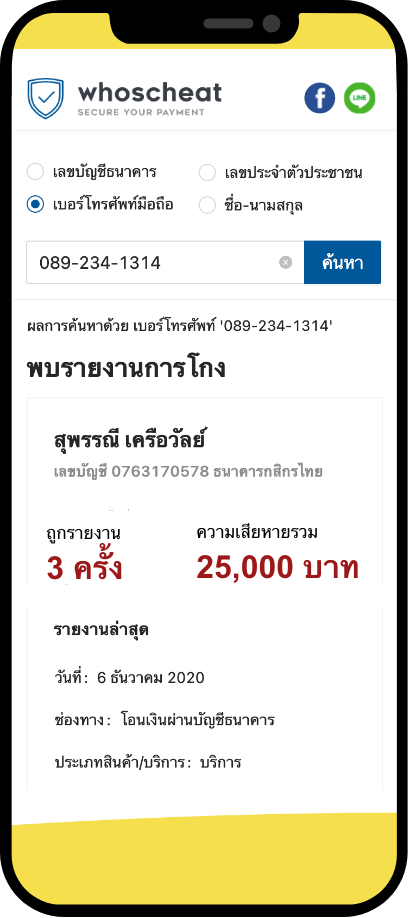 whoscheat
SECURE YOUR PAYMENT
LINE
เลขบัญชีธนาคาร
เลขประจำตัวประชาชน
เบอร์โทรศัพท์มือถือ
ชื่อ-นามสกุล
089-234-1314
ค้นหา
ผลการค้นหาด้วย เบอร์โทรศัพท์ '089-234-1314'
พบรายงานการโกง
สุพรรณี เครือวัลย์
เลขบัญชี 0763170578 ธนาคารกสิกรไทย
ถูกรายงาน
ความเสียหายรวม
3 ครั้ง
25,000 บาท
รายงานล่าสุด
วันที่: 6 ธันวาคม 2020
ช่องทาง: โอนเงินผ่านบัญชีธนาคาร
ประเภทสินค้า/บริการ: บริการ